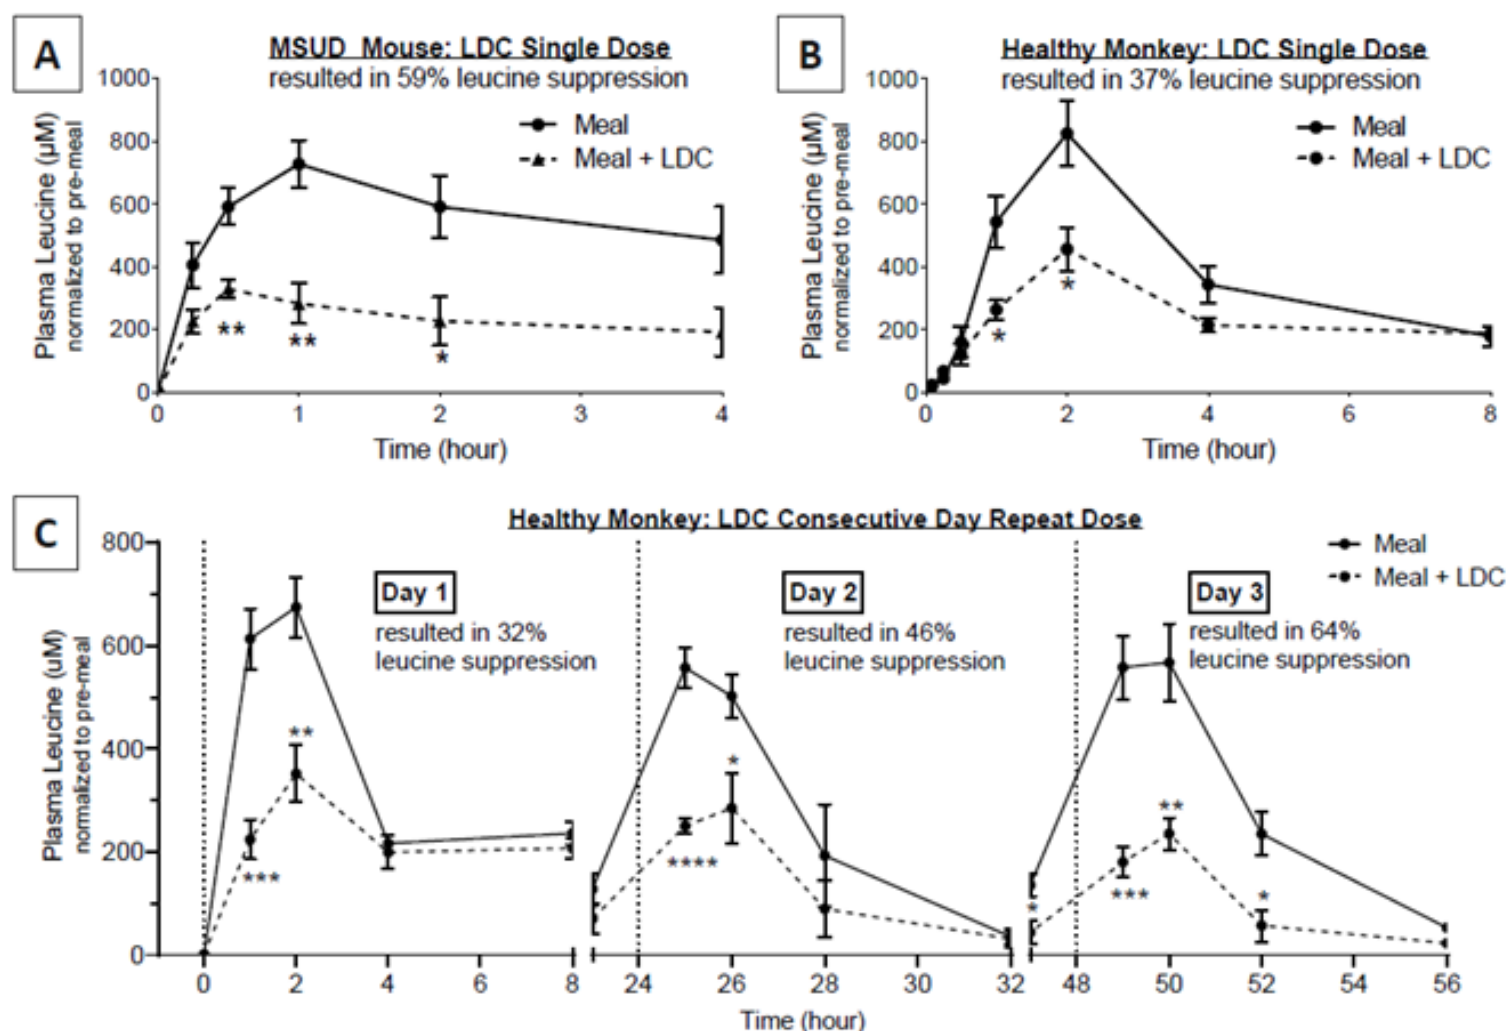 A
MSUD Mouse: LDC Single Dose
resulted in 59% leucine suppression
Meal
Meal + LDC
Plasma Leucine (µM)
normalized to pre-meal
1000
800
600
400
200
0
**
**
*
0 1 2 3 4
Time (hour)
B
Healthy Monkey: LDC Single Dose
resulted in 37% leucine suppression
Meal
Meal + LDC
Plasma Leucine (µM)
normalized to pre-meal
1000
800
600
400
200
0
*
*
0 2 4 6 8
Time (hour)
C
Healthy Monkey: LDC Consecutive Day Repeat Dose
Meal
Meal + LDC
Plasma Leucine (uM)
normalized to pre-meal
800
600
400
200
0
Day 1
resulted in 32%
leucine suppression
**
***
Day 2
resulted in 46%
leucine suppression
*
****
Day 3
resulted in 64%
leucine suppression
*
**
***
*
0 2 4 6 8 24 26 28 30 32 48 50 52 54 56
Time (hour)